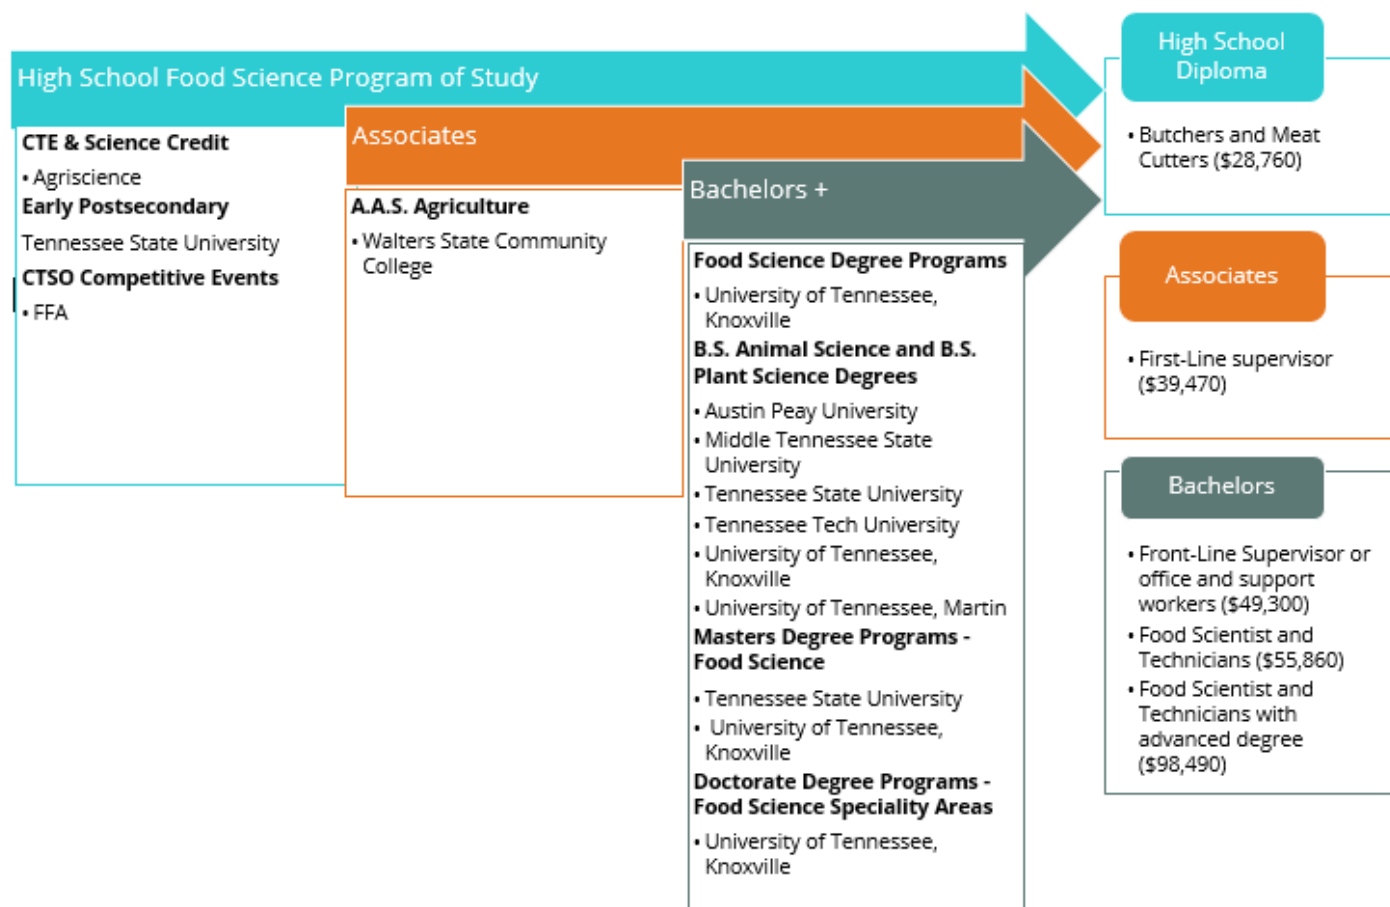 High School Food Science Program of Study
CTE & Science Credit
• Agriscience
Early Postsecondary
Tennessee State University
CTSO Competitive Events
• FFA
Associates
A.A.S. Agriculture
• Walters State Community
College
Bachelors +
Food Science Degree Programs
• University of Tennessee,
Knoxville
B.S. Animal Science and B.S.
Plant Science Degrees
• Austin Peay University
• Middle Tennessee State
University
• Tennessee State University
• Tennessee Tech University
• University of Tennessee,
Knoxville
• University of Tennessee, Martin
Masters Degree Programs -
Food Science
• Tennessee State University
• University of Tennessee,
Knoxville
Doctorate Degree Programs -
Food Science Speciality Areas
• University of Tennessee,
Knoxville
High School
Diploma
• Butchers and Meat
Cutters ($28,760)
Associates
• First-Line supervisor
($39,470)
Bachelors
• Front-Line Supervisor or
office and support
workers ($49,300)
• Food Scientist and
Technicians ($55,860)
• Food Scientist and
Technicians with
advanced degree
($98,490)